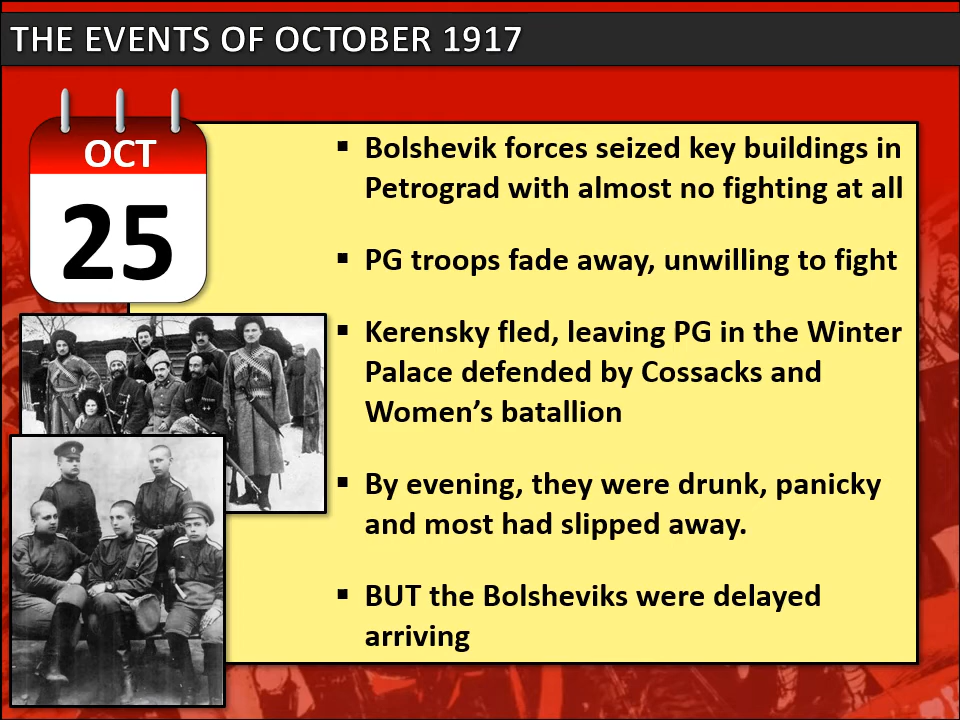 THE EVENTS OF OCTOBER 1917
OCT
25
▪ Bolshevik forces seized key buildings in
Petrograd with almost no fighting at all
▪ PG troops fade away, unwilling to fight
▪ Kerensky fled, leaving PG in the Winter
Palace defended by Cossacks and
Women’s batallion
▪ By evening, they were drunk, panicky
and most had slipped away.
▪ BUT the Bolsheviks were delayed
arriving